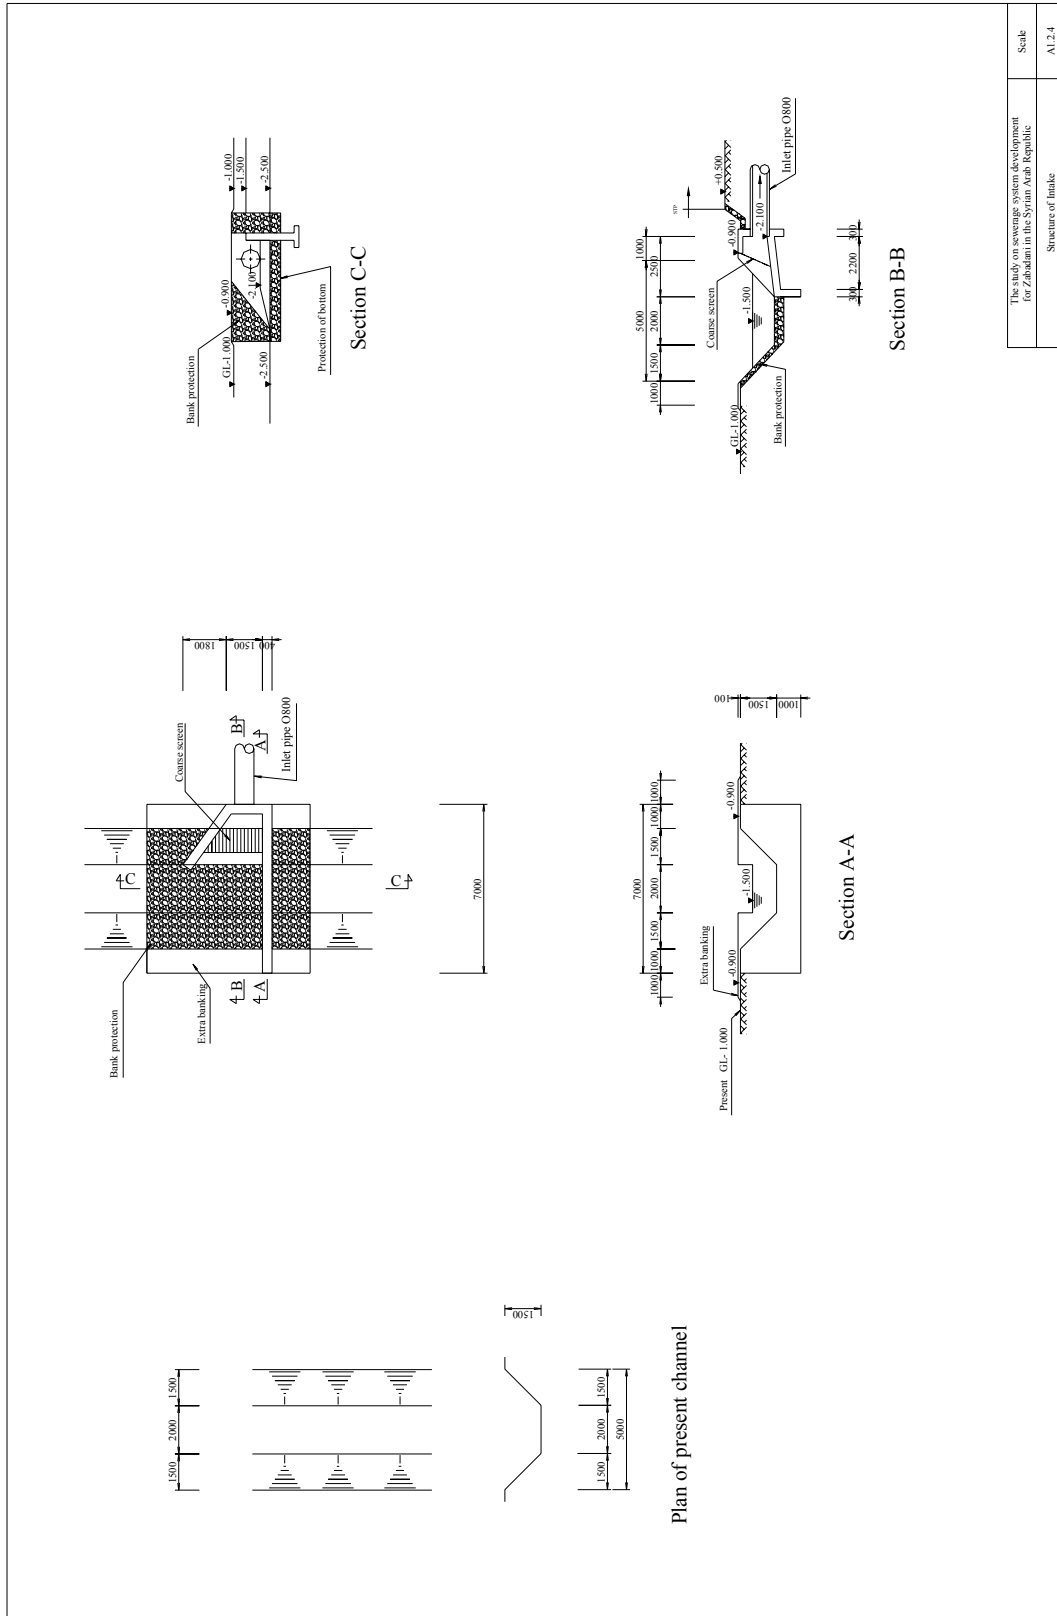 Plan of present channel
1500
2000
1500
1500
1500
2000
1500
5000
Bank protection
Extra banking
Coarse screen
Inlet pipe O800
A
A
B
B
C
C
1800
1500
400
7000
Section A-A
7000
1000
1000
1500
2000
1500
1000
1000
-0.900
-1.500
-0.900
Extra banking
Present GL- 1.000
100
1500
1000
Section C-C
Bank protection
GL-1.000
-0.900
-1.000
-1.500
-2.500
-2.100
-2.500
Protection of bottom
Section B-B
5000
1000
1000
1500
2000
2500
Coarse screen
GL-1.000
-1.500
-0.900
+0.500
-2.100
STP
Bank protection
Inlet pipe O800
300
2200
300
The study on sewerage system development
for Zabadani in the Syrian Arab Republic
Structure of Intake
Scale
A1.2.4